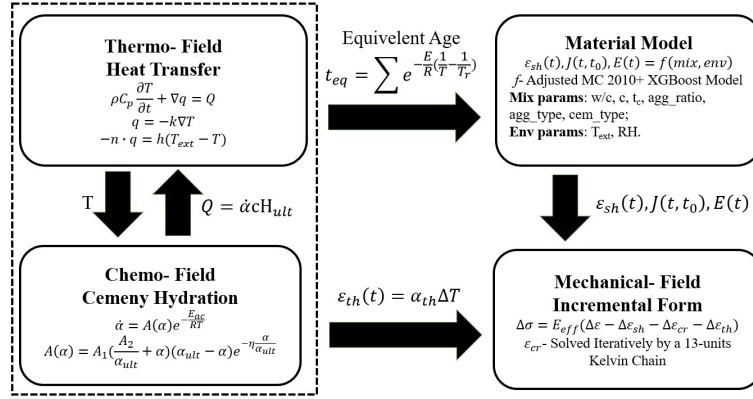 Thermo- Field
Heat Transfer
ρC_p ∂T/∂t + ∇q = Q
q = −k∇T
−n · q = h(T_ext − T)
Equivelent Age
t_eq = ∑ e^{−E/R(1/T − 1/T_r)}
Material Model
ε_sh(t), J(t, t_0), E(t) = f(mix, env)
f- Adjusted MC 2010+ XGBoost Model
Mix params: w/c, c, t_c, agg_ratio,
agg_type, cem_type;
Env params: T_ext, RH.
T
Q = α̇cH_ult
ε_sh(t), J(t, t_0), E(t)
Chemo- Field
Cemeny Hydration
α̇ = A(α)e^{−E_ac/RT}
A(α) = A_1(A_2/α_ult + α)(α_ult − α)e^{−η α/α_ult}
ε_th(t) = α_th ΔT
Mechanical- Field
Incremental Form
Δσ = E_eff(Δε − Δε_sh − Δε_cr − Δε_th)
ε_cr- Solved Iteratively by a 13-units
Kelvin Chain